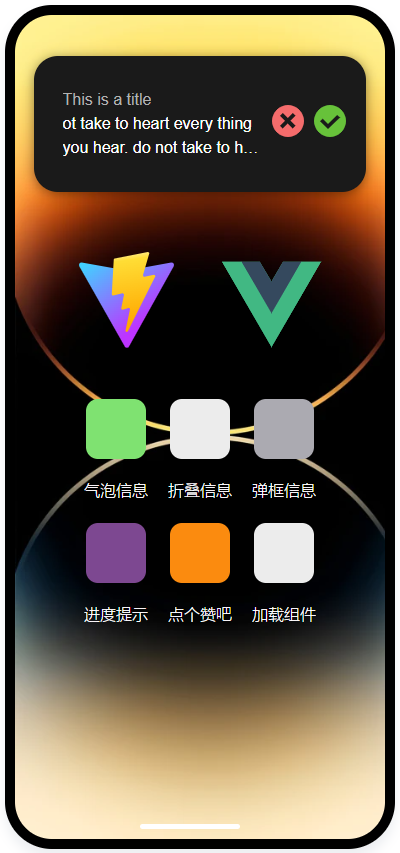 This is a title
ot take to heart every thing
you hear. do not take to h…
气泡信息 折叠信息 弹框信息
进度提示 点个赞吧 加载组件